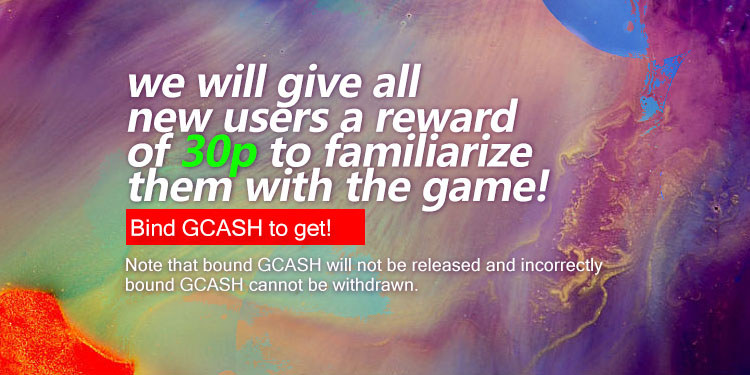 we will give all
new users a reward
of 30p to familiarize
them with the game!
Bind GCASH to get!
Note that bound GCASH will not be released and incorrectly
bound GCASH cannot be withdrawn.